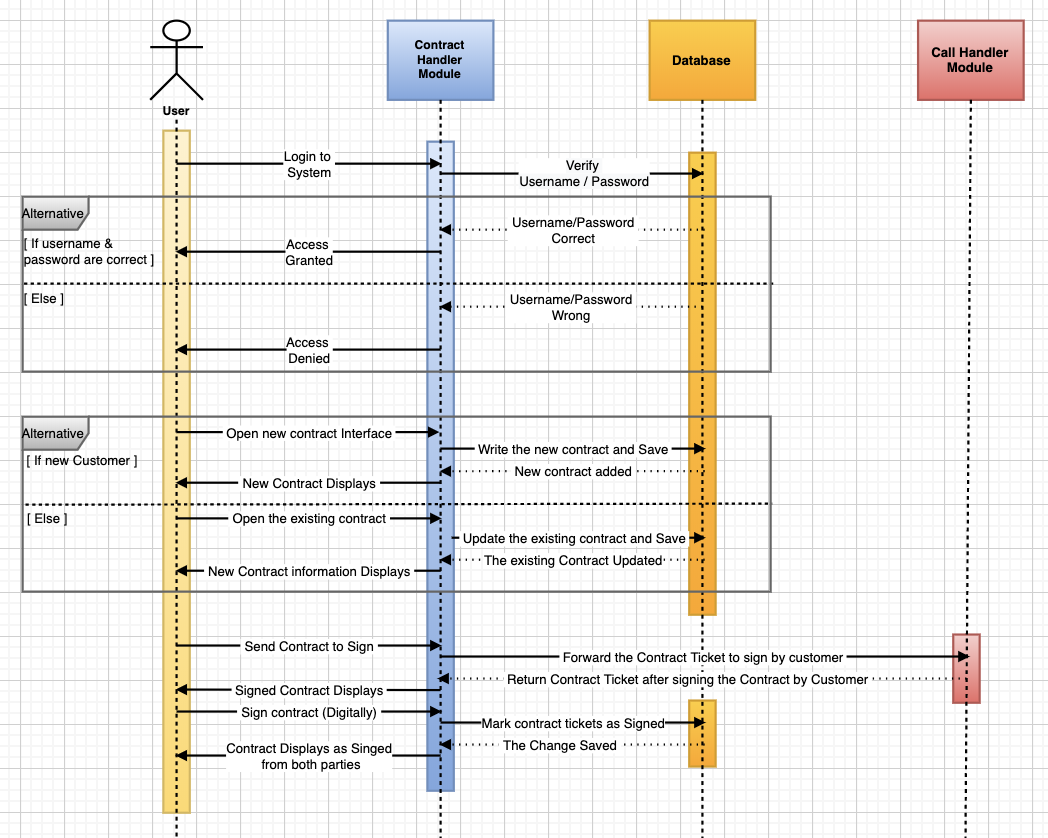 Contract
Handler
Module
Database
Call Handler
Module
User
Login to
System
Verify
Username / Password
Alternative
Username/Password
Correct
[ If username &
password are correct ]
Access
Granted
[ Else ]
Username/Password
Wrong
Access
Denied
Alternative
Open new contract Interface
Write the new contract and Save
[ If new Customer ]
New contract added
New Contract Displays
[ Else ]
Open the existing contract
Update the existing contract and Save
The existing Contract Updated
New Contract information Displays
Send Contract to Sign
Forward the Contract Ticket to sign by customer
Return Contract Ticket after signing the Contract by Customer
Signed Contract Displays
Sign contract (Digitally)
Mark contract tickets as Signed
The Change Saved
Contract Displays as Singed
from both parties